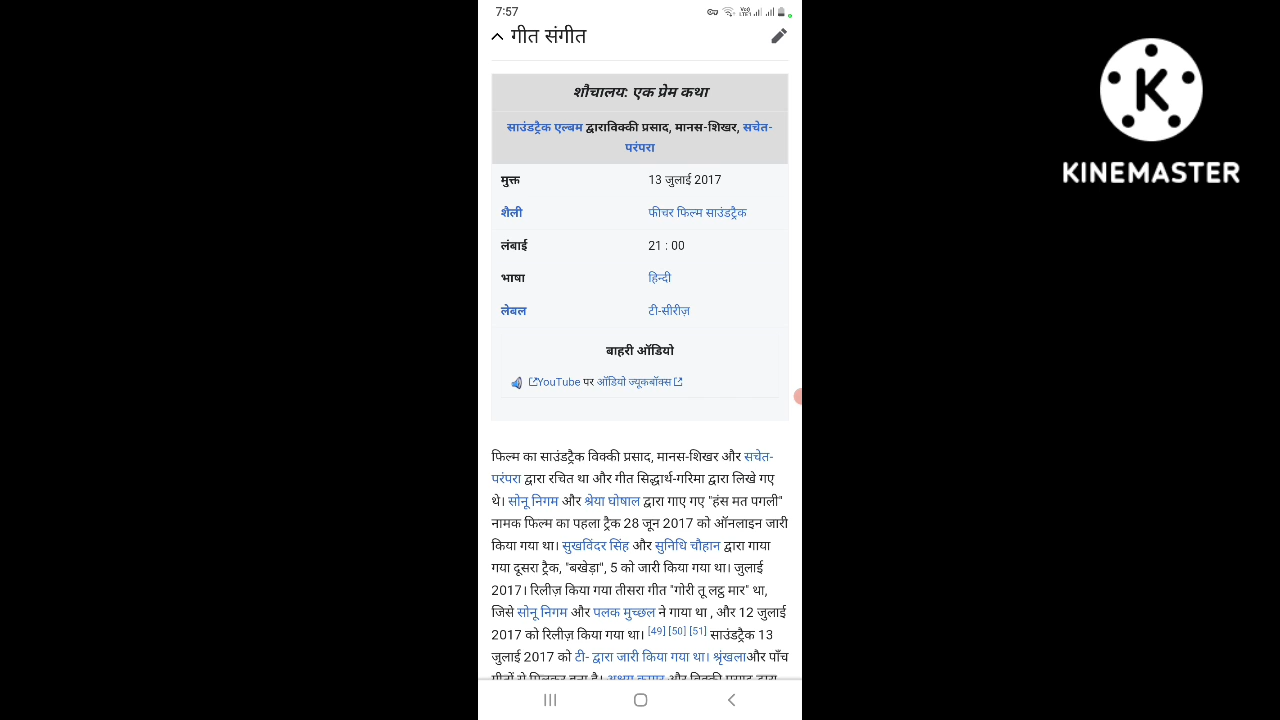 7:57
गीत संगीत
शौचालय: एक प्रेम कथा
साउंडट्रैक एल्बम द्वाराविक्की प्रसाद, मानस-शिखर, सचेत-
परंपरा
मुक्त 13 जुलाई 2017
शैली फीचर फिल्म साउंडट्रैक
लंबाई 21 : 00
भाषा हिन्दी
लेबल टी-सीरीज़
बाहरी ऑडियो
YouTube पर ऑडियो ज्यूकबॉक्स
फिल्म का साउंडट्रैक विक्की प्रसाद, मानस-शिखर और सचेत-
परंपरा द्वारा रचित था और गीत सिद्धार्थ-गरिमा द्वारा लिखे गए
थे। सोनू निगम और श्रेया घोषाल द्वारा गाए गए "हंस मत पगली"
नामक फिल्म का पहला ट्रैक 28 जून 2017 को ऑनलाइन जारी
किया गया था। सुखविंदर सिंह और सुनिधि चौहान द्वारा गाया
गया दूसरा ट्रैक, "बखेड़ा", 5 को जारी किया गया था। जुलाई
2017। रिलीज़ किया गया तीसरा गीत "गोरी तू लट्ठ मार" था,
जिसे सोनू निगम और पलक मुच्छल ने गाया था , और 12 जुलाई
2017 को रिलीज़ किया गया था। [49] [50] [51] साउंडट्रैक 13
जुलाई 2017 को टी- द्वारा जारी किया गया था। श्रृंखलाऔर पाँच
KINEMASTER